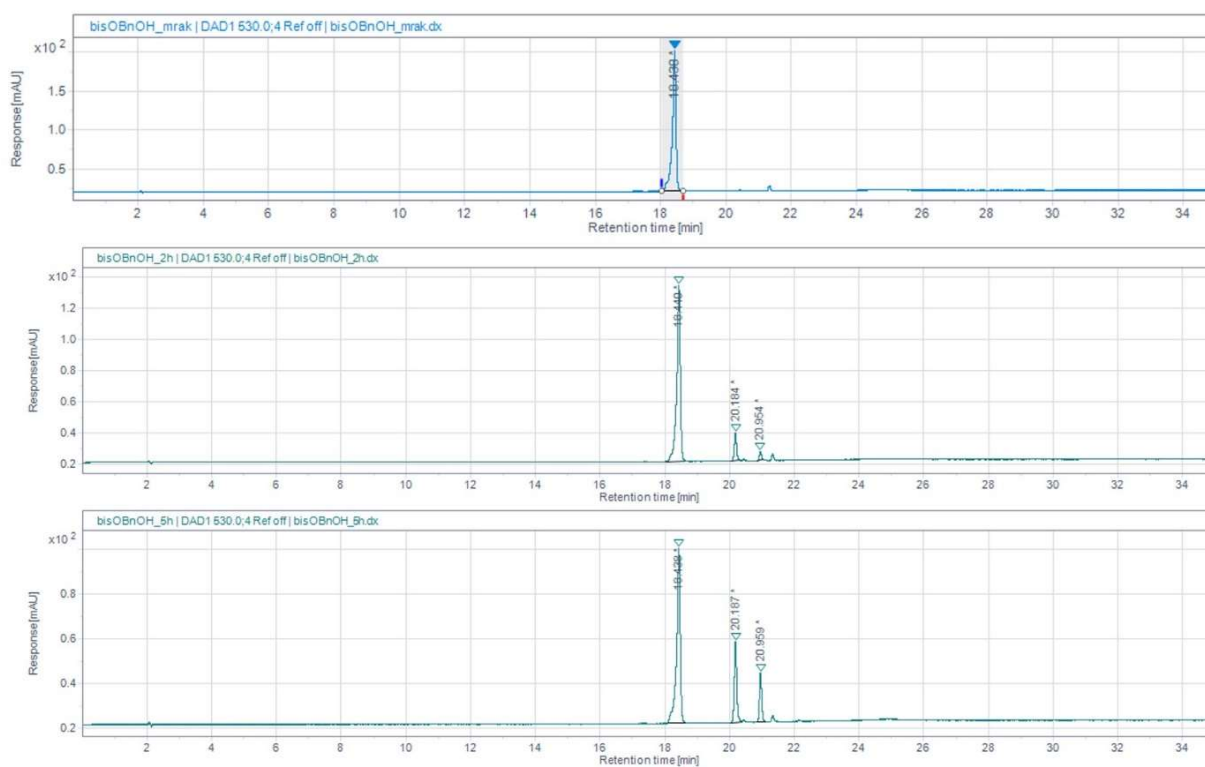 bisOBnOH_mrak | DAD1 530.0;4 Ref off | bisOBnOH_mrak.dx
x10 2
1.5
1.0
0.5
Response [mAU]
18.438 *
2 4 6 8 10 12 14 16 18 20 22 24 26 28 30 32 34
Retention time [min]
bisOBnOH_2h | DAD1 530.0;4 Ref off | bisOBnOH_2h.dx
x10 2
1.2
1.0
0.8
0.6
0.4
0.2
Response [mAU]
18.440 *
20.184 *
20.954 *
2 4 6 8 10 12 14 16 18 20 22 24 26 28 30 32 34
Retention time [min]
bisOBnOH_5h | DAD1 530.0;4 Ref off | bisOBnOH_5h.dx
x10 2
0.8
0.6
0.4
0.2
Response [mAU]
18.438 *
20.187 *
20.959 *
2 4 6 8 10 12 14 16 18 20 22 24 26 28 30 32 34
Retention time [min]